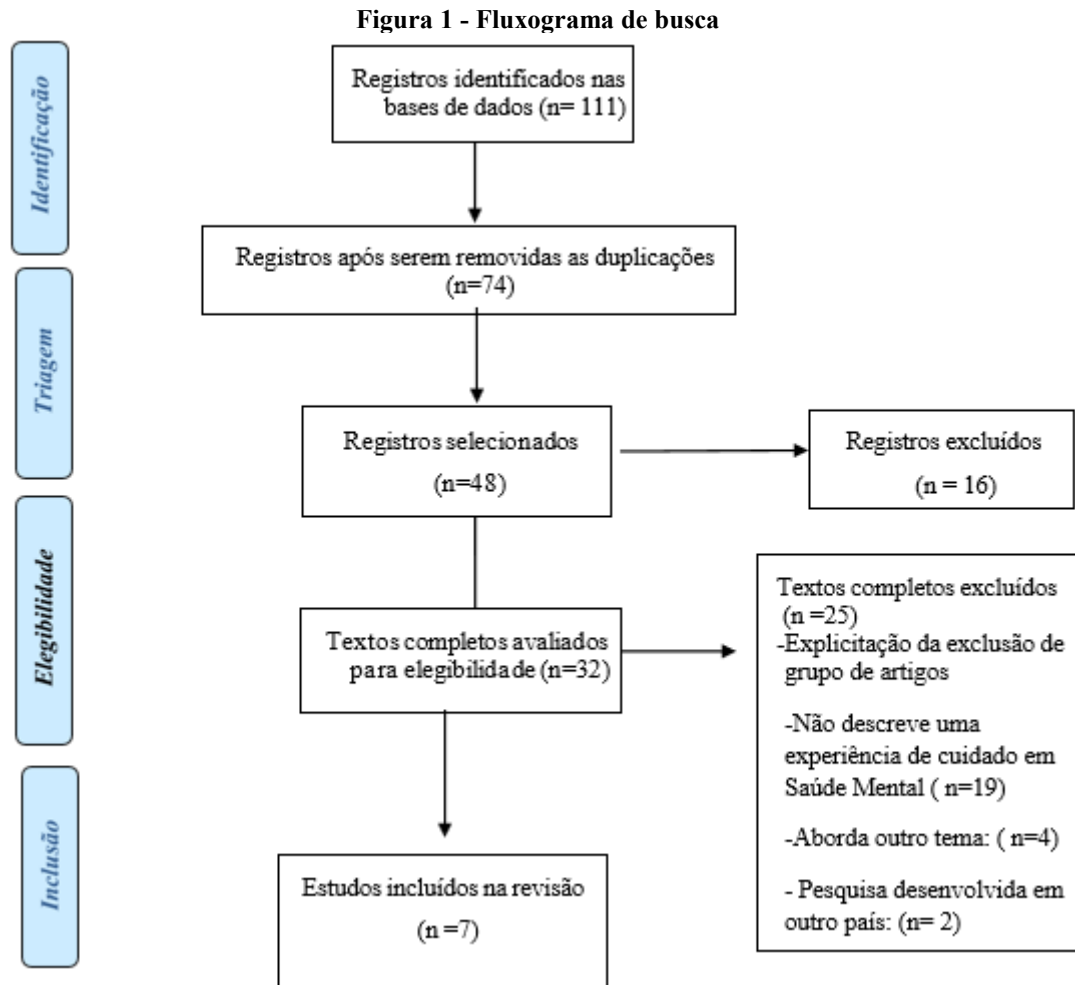 Figura 1 - Fluxograma de busca
Identificação
Registros identificados nas
bases de dados (n= 111)
Registros após serem removidas as duplicações
(n=74)
Triagem
Registros selecionados
(n=48)
Registros excluídos
(n = 16)
Elegibilidade
Textos completos avaliados
para elegibilidade (n=32)
Textos completos excluídos
(n =25)
-Explicitação da exclusão de
grupo de artigos
-Não descreve uma
experiência de cuidado em
Saúde Mental ( n=19)
-Aborda outro tema: ( n=4)
- Pesquisa desenvolvida em
outro país: (n= 2)
Inclusão
Estudos incluídos na revisão
(n =7)